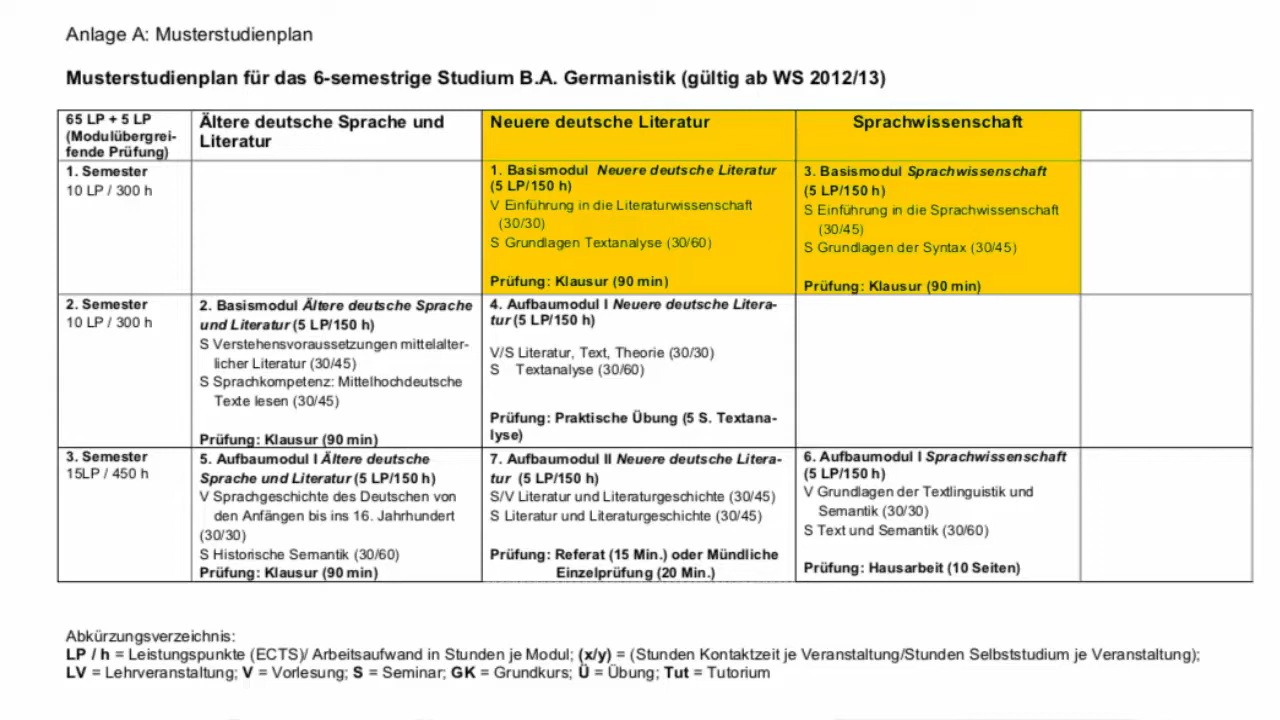 Anlage A: Musterstudienplan
Musterstudienplan für das 6-semestrige Studium B.A. Germanistik (gültig ab WS 2012/13)
65 LP + 5 LP
(Modulübergrei-
fende Prüfung)
Ältere deutsche Sprache und
Literatur
Neuere deutsche Literatur
Sprachwissenschaft
1. Semester
10 LP / 300 h
1. Basismodul Neuere deutsche Literatur
(5 LP/150 h)
V Einführung in die Literaturwissenschaft
(30/30)
S Grundlagen Textanalyse (30/60)
Prüfung: Klausur (90 min)
3. Basismodul Sprachwissenschaft
(5 LP/150 h)
S Einführung in die Sprachwissenschaft
(30/45)
S Grundlagen der Syntax (30/45)
Prüfung: Klausur (90 min)
2. Semester
10 LP / 300 h
2. Basismodul Ältere deutsche Sprache
und Literatur (5 LP/150 h)
S Verstehensvoraussetzungen mittelalter-
licher Literatur (30/45)
S Sprachkompetenz: Mittelhochdeutsche
Texte lesen (30/45)
Prüfung: Klausur (90 min)
4. Aufbaumodul I Neuere deutsche Litera-
tur (5 LP/150 h)
V/S Literatur, Text, Theorie (30/30)
S Textanalyse (30/60)
Prüfung: Praktische Übung (5 S. Textana-
lyse)
3. Semester
15LP / 450 h
5. Aufbaumodul I Ältere deutsche
Sprache und Literatur (5 LP/150 h)
V Sprachgeschichte des Deutschen von
den Anfängen bis ins 16. Jahrhundert
(30/30)
S Historische Semantik (30/60)
Prüfung: Klausur (90 min)
7. Aufbaumodul II Neuere deutsche Litera-
tur (5 LP/150 h)
S/V Literatur und Literaturgeschichte (30/45)
S Literatur und Literaturgeschichte (30/45)
Prüfung: Referat (15 Min.) oder Mündliche
Einzelprüfung (20 Min.)
6. Aufbaumodul I Sprachwissenschaft
(5 LP/150 h)
V Grundlagen der Textlinguistik und
Semantik (30/30)
S Text und Semantik (30/60)
Prüfung: Hausarbeit (10 Seiten)
Abkürzungsverzeichnis:
LP / h = Leistungspunkte (ECTS)/ Arbeitsaufwand in Stunden je Modul; (x/y) = (Stunden Kontaktzeit je Veranstaltung/Stunden Selbststudium je Veranstaltung);
LV = Lehrveranstaltung; V = Vorlesung; S = Seminar; GK = Grundkurs; Ü = Übung; Tut = Tutorium